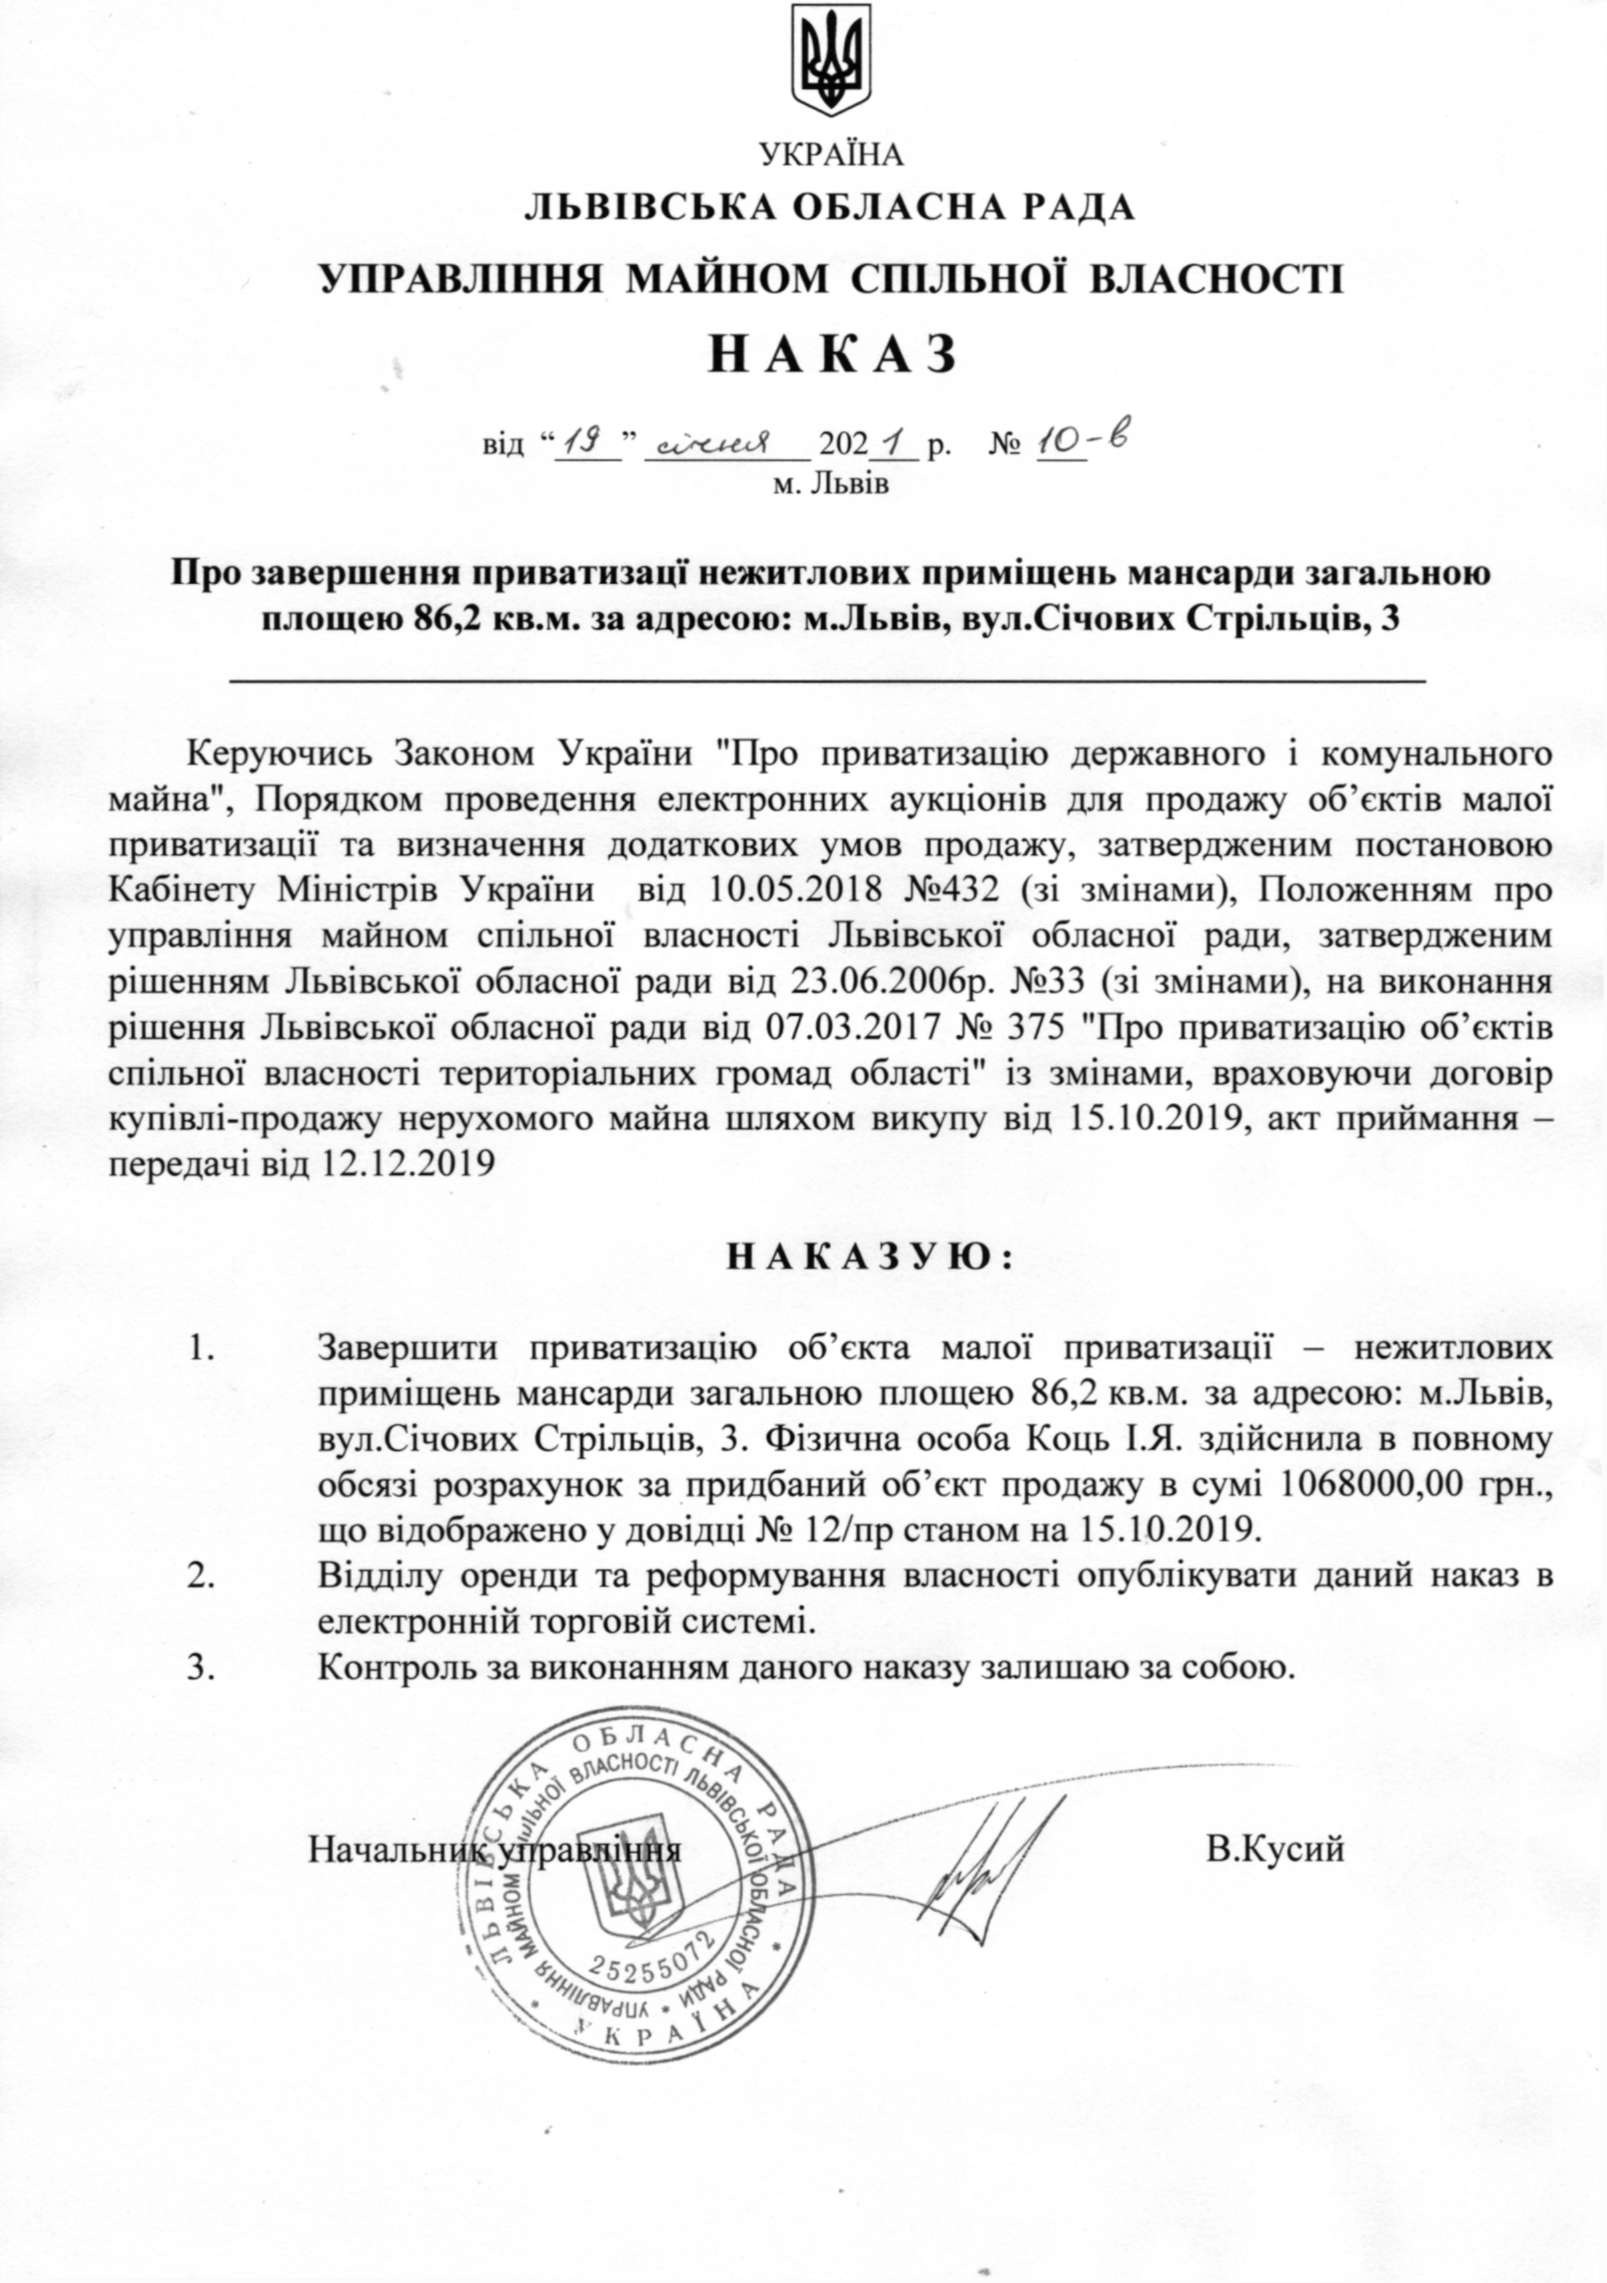 УКРАЇНА
ЛЬВІВСЬКА ОБЛАСНА РАДА
УПРАВЛІННЯ МАЙНОМ СПІЛЬНОЇ ВЛАСНОСТІ
Н А К А З
від “19” січня 2021 р. № 10-в
м. Львів
Про завершення приватизації нежитлових приміщень мансарди загальною
площею 86,2 кв.м. за адресою: м.Львів, вул.Січових Стрільців, 3
Керуючись Законом України "Про приватизацію державного і комунального
майна", Порядком проведення електронних аукціонів для продажу об’єктів малої
приватизації та визначення додаткових умов продажу, затвердженим постановою
Кабінету Міністрів України від 10.05.2018 №432 (зі змінами), Положенням про
управління майном спільної власності Львівської обласної ради, затвердженим
рішенням Львівської обласної ради від 23.06.2006р. №33 (зі змінами), на виконання
рішення Львівської обласної ради від 07.03.2017 № 375 "Про приватизацію об’єктів
спільної власності територіальних громад області" із змінами, враховуючи договір
купівлі-продажу нерухомого майна шляхом викупу від 15.10.2019, акт приймання –
передачі від 12.12.2019
Н А К А З У Ю :
1. Завершити приватизацію об’єкта малої приватизації – нежитлових
приміщень мансарди загальною площею 86,2 кв.м. за адресою: м.Львів,
вул.Січових Стрільців, 3. Фізична особа Коць І.Я. здійснила в повному
обсязі розрахунок за придбаний об’єкт продажу в сумі 1068000,00 грн.,
що відображено у довідці № 12/пр станом на 15.10.2019.
2. Відділу оренди та реформування власності опублікувати даний наказ в
електронній торговій системі.
3. Контроль за виконанням даного наказу залишаю за собою.
Начальник управління В.Кусий
ЛЬВІВСЬКА ОБЛАСНА РАДА * УКРАЇНА *
УПРАВЛІННЯ МАЙНОМ СПІЛЬНОЇ ВЛАСНОСТІ ЛЬВІВСЬКОЇ ОБЛАСНОЇ РАДИ *
25255072